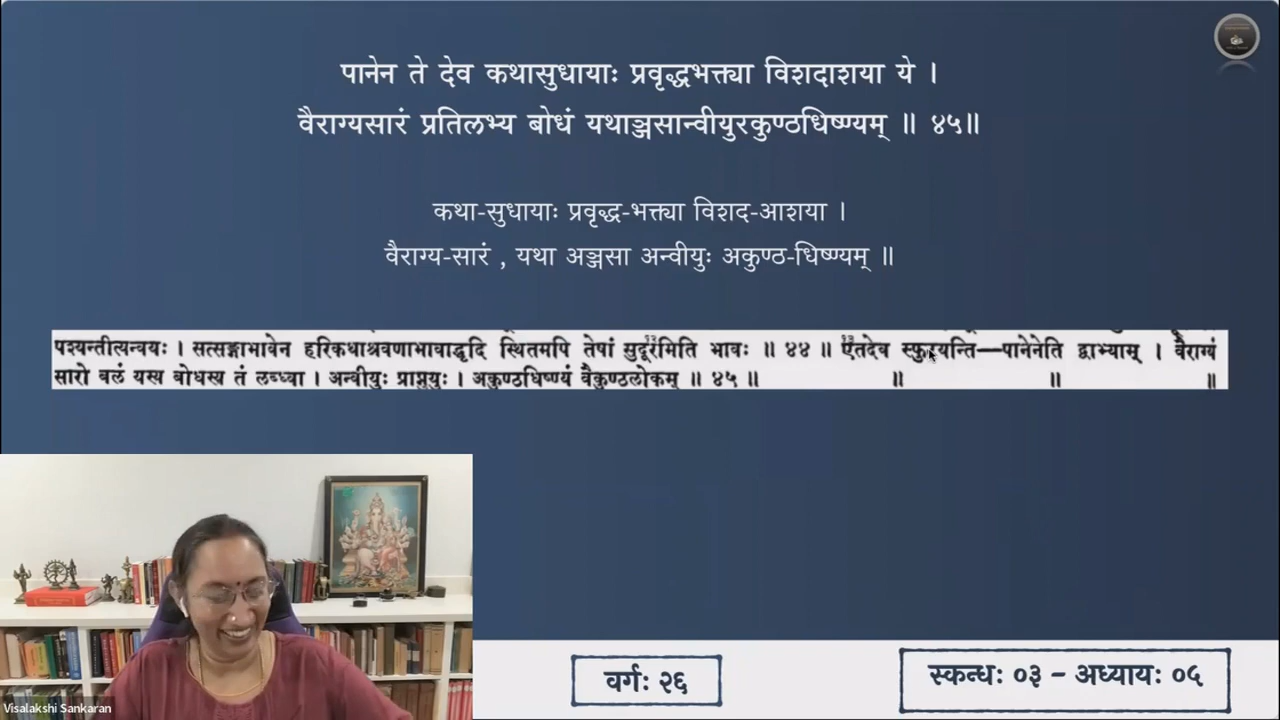 पानेन ते देव कथासुधायाः प्रवृद्धभक्त्या विशदाशया ये ।
वैराग्यसारं प्रतिलभ्य बोधं यथाञ्जसान्वीयुरकुण्ठधिष्ण्यम् ॥ ४५॥
कथा-सुधायाः प्रवृद्ध-भक्त्या विशद-आशया ।
वैराग्य-सारं , यथा अञ्जसा अन्वीयुः अकुण्ठ-धिष्ण्यम् ॥
पश्यन्तीत्यन्वयः । सत्सङ्गाभावेन हरिकथाश्रवणाभावाद्धृदि स्थितमपि तेषां सुदूरमिति भावः ॥ ४४ ॥ एतदेव स्फुटयन्ति—पानेनेति द्वाभ्याम् । वैराग्यं
सारो बलं यस्य बोधस्य तं लब्ध्वा । अन्वीयुः प्राप्नुयुः । अकुण्ठधिष्ण्यं वैकुण्ठलोकम् ॥ ४५ ॥ ॥ ॥ ॥
Visalakshi Sankaran
वर्गः २६
स्कन्धः ०३ – अध्यायः ०५